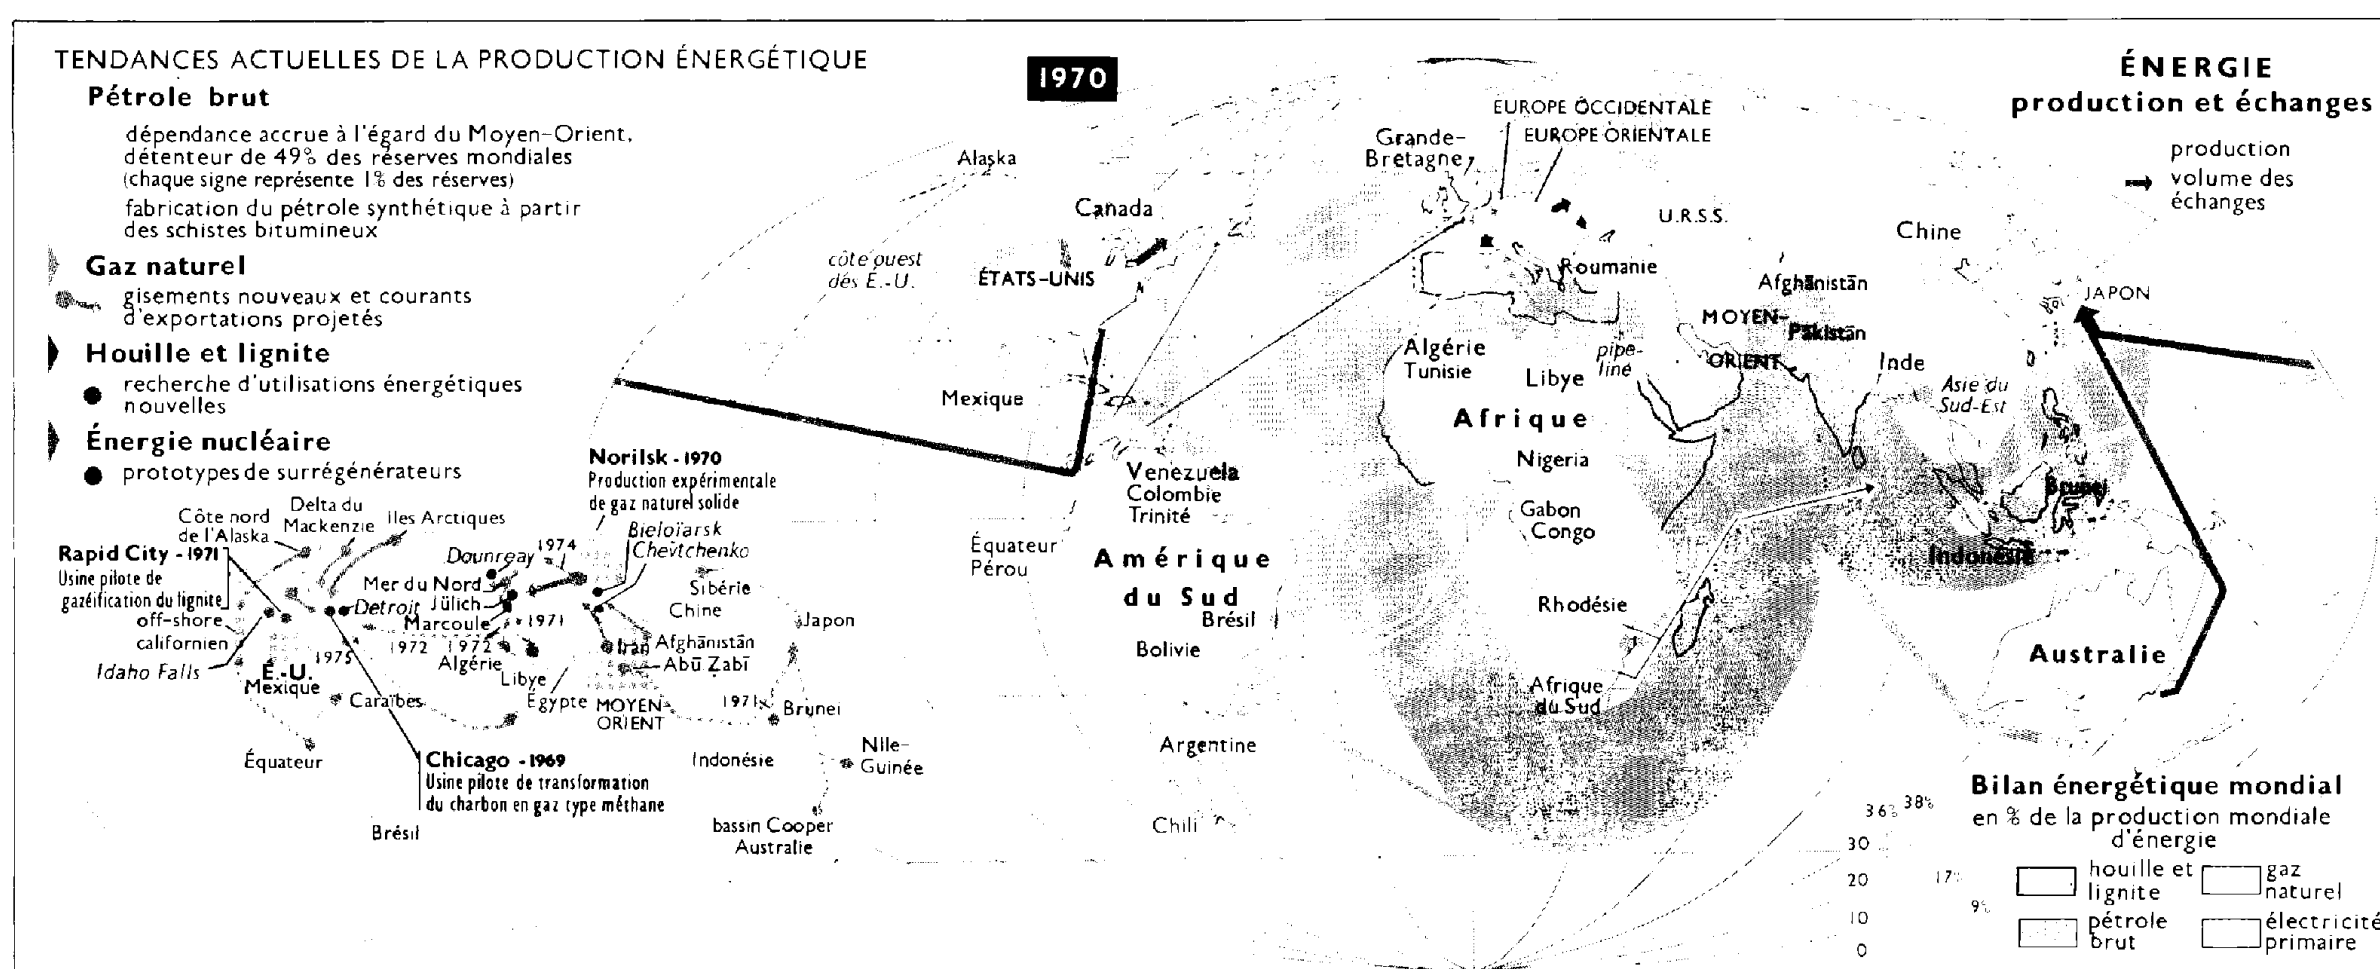 TENDANCES ACTUELLES DE LA PRODUCTION ÉNERGÉTIQUE
Pétrole brut
dépendance accrue à l'égard du Moyen-Orient,
détenteur de 49% des réserves mondiales
(chaque signe représente 1% des réserves)
fabrication du pétrole synthétique à partir
des schistes bitumineux
Gaz naturel
gisements nouveaux et courants
d'exportations projetés
Houille et lignite
recherche d'utilisations énergétiques
nouvelles
Énergie nucléaire
prototypes de surrégénérateurs
Norilsk - 1970
Production expérimentale
de gaz naturel solide
Côte nord
de l'Alaska
Delta du
Mackenzie
Iles Arctiques
Rapid City - 1971
Usine pilote de
gazéification du lignite
off-shore
californien
Idaho Falls
É.-U.
Mexique
1975
Detroit
Dounreay
1974
Mer du Nord
Jülich
Marcoule
1971
1972
1972
Algérie
Libye
Égypte
Bieloïarsk
Chevtchenko
Sibérie
Chine
Japon
Iran
Afghānistān
Abū Ẓabī
MOYEN-
ORIENT
1971
Brunei
Caraïbes
Équateur
Chicago - 1969
Usine pilote de transformation
du charbon en gaz type méthane
Brésil
Indonésie
Nlle-
Guinée
bassin Cooper
Australie
1970
ÉNERGIE
production et échanges
production
volume des
échanges
Alaska
Canada
côte ouest
des É.-U.
ÉTATS-UNIS
Mexique
Venezuela
Colombie
Trinité
Équateur
Pérou
Amérique
du Sud
Brésil
Bolivie
Argentine
Chili
EUROPE OCCIDENTALE
EUROPE ORIENTALE
Grande-
Bretagne
U.R.S.S.
Roumanie
Chine
JAPON
Afghānistān
MOYEN-
ORIENT
Pākistān
Inde
Asie du
Sud-Est
Algérie
Tunisie
Libye
pipe-
line
Afrique
Nigeria
Gabon
Congo
Rhodésie
Afrique
du Sud
Brunei
Indonésie
Australie
Bilan énergétique mondial
en % de la production mondiale
d'énergie
36%
38%
30
20
10
0
17%
9%
houille et
lignite
gaz
naturel
pétrole
brut
électricité
primaire